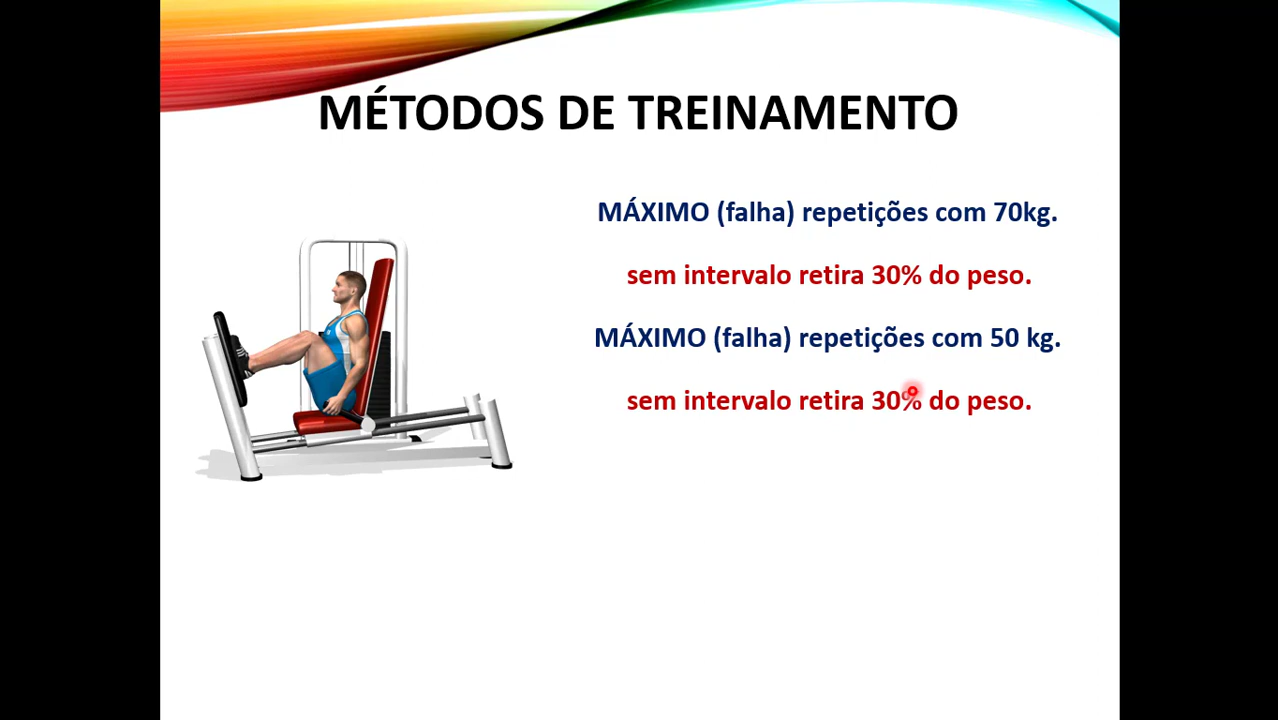 MÉTODOS DE TREINAMENTO
MÁXIMO (falha) repetições com 70kg.
sem intervalo retira 30% do peso.
MÁXIMO (falha) repetições com 50 kg.
sem intervalo retira 30% do peso.